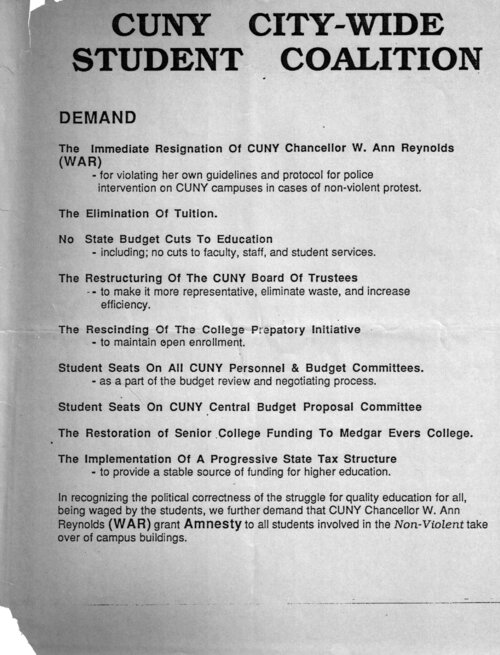 CUNY CITY-WIDE
STUDENT COALITION
DEMAND
The Immediate Resignation Of CUNY Chancellor W. Ann Reynolds
(WAR)
- for violating her own guidelines and protocol for police
intervention on CUNY campuses in cases of non-violent protest.
The Elimination Of Tuition.
No State Budget Cuts To Education
- including; no cuts to faculty, staff, and student services.
The Restructuring Of The CUNY Board Of Trustees
-- to make it more representative, eliminate waste, and increase
efficiency.
The Rescinding Of The College Prepatory Initiative
- to maintain open enrollment.
Student Seats On All CUNY Personnel & Budget Committees.
- as a part of the budget review and negotiating process.
Student Seats On CUNY Central Budget Proposal Committee
The Restoration of Senior College Funding To Medgar Evers College.
The Implementation Of A Progressive State Tax Structure
- to provide a stable source of funding for higher education.
In recognizing the political correctness of the struggle for quality education for all,
being waged by the students, we further demand that CUNY Chancellor W. Ann
Reynolds (WAR) grant Amnesty to all students involved in the Non-Violent take
over of campus buildings.